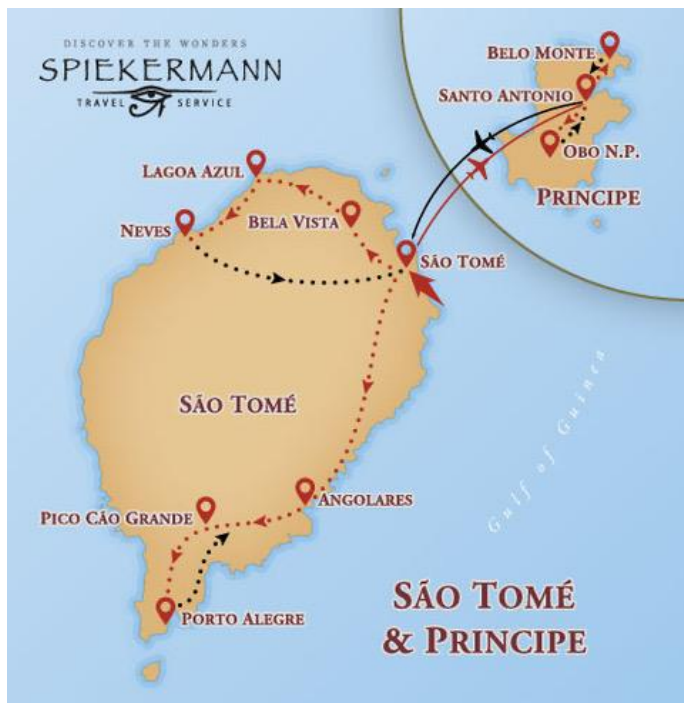 DISCOVER THE WONDERS
SPIEKERMANN
TRAVEL SERVICE
BELO MONTE
SANTO ANTONIO
OBO N.P.
PRINCIPE
LAGOA AZUL
NEVES
BELA VISTA
SÃO TOMÉ
SÃO TOMÉ
Gulf of Guinea
ANGOLARES
PICO CÃO GRANDE
PORTO ALEGRE
SÃO TOMÉ
& PRINCIPE